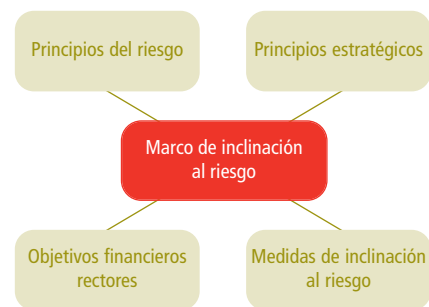 Principios del riesgo
Principios estratégicos
Marco de inclinación
al riesgo
Objetivos financieros
rectores
Medidas de inclinación
al riesgo